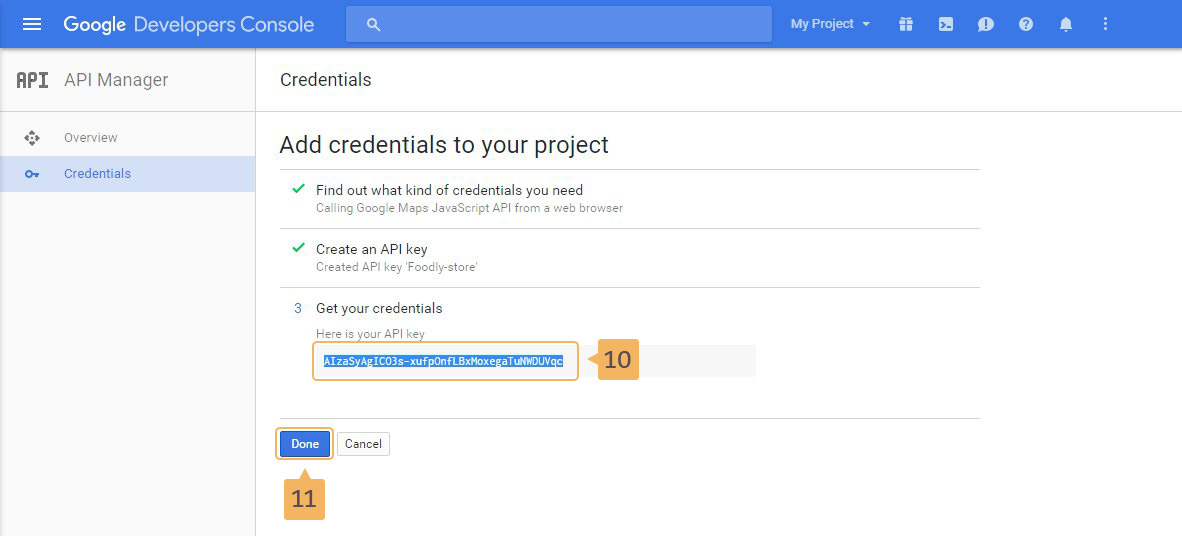 Google Developers Console
My Project
API API Manager
Credentials
Overview
Credentials
Add credentials to your project
Find out what kind of credentials you need
Calling Google Maps JavaScript API from a web browser
Create an API key
Created API key 'Foodly-store'
3 Get your credentials
Here is your API key
AIzaSyAgICO3s-xufpOnfLBxMoxegaTuNWDUVqc
10
Done Cancel
11